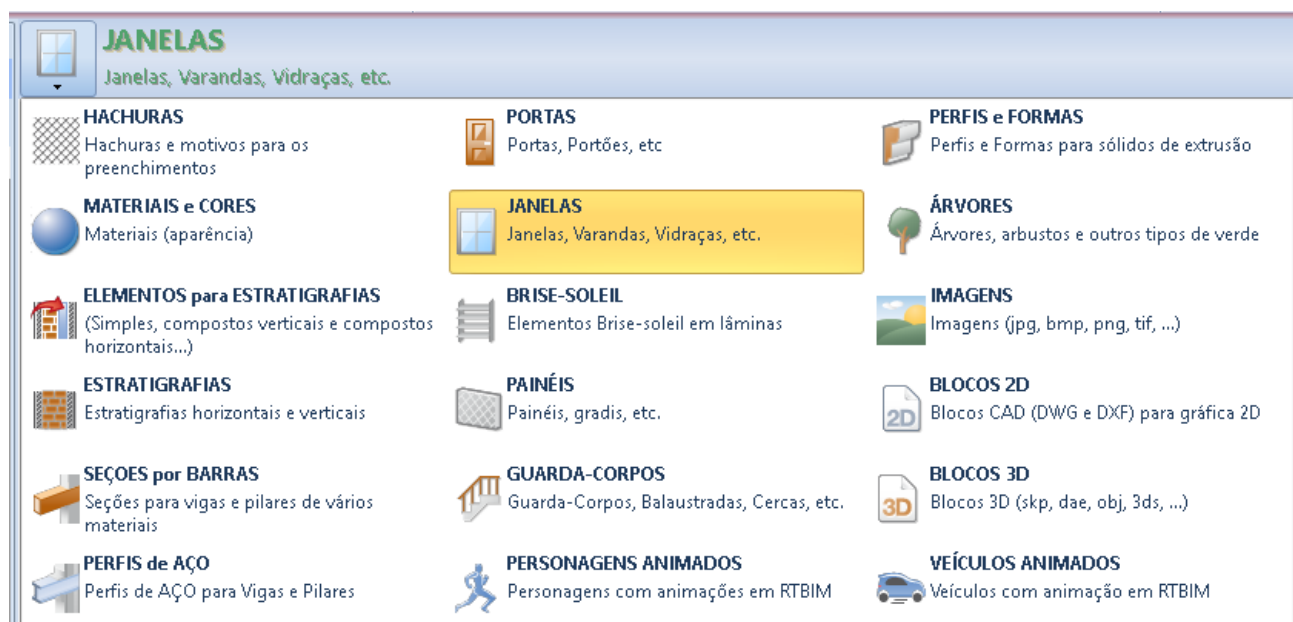 JANELAS
Janelas, Varandas, Vidraças, etc.
HACHURAS
Hachuras e motivos para os
preenchimentos
PORTAS
Portas, Portões, etc
PERFIS e FORMAS
Perfis e Formas para sólidos de extrusão
MATERIAIS e CORES
Materiais (aparência)
JANELAS
Janelas, Varandas, Vidraças, etc.
ÁRVORES
Árvores, arbustos e outros tipos de verde
ELEMENTOS para ESTRATIGRAFIAS
(Simples, compostos verticais e compostos
horizontais...)
BRISE-SOLEIL
Elementos Brise-soleil em lâminas
IMAGENS
Imagens (jpg, bmp, png, tif, ...)
ESTRATIGRAFIAS
Estratigrafias horizontais e verticais
PAINÉIS
Painéis, gradis, etc.
BLOCOS 2D
2D
Blocos CAD (DWG e DXF) para gráfica 2D
SEÇOES por BARRAS
Seções para vigas e pilares de vários
materiais
GUARDA-CORPOS
Guarda-Corpos, Balaustradas, Cercas, etc.
BLOCOS 3D
3D
Blocos 3D (skp, dae, obj, 3ds, ...)
PERFIS de AÇO
Perfis de AÇO para Vigas e Pilares
PERSONAGENS ANIMADOS
Personagens com animações em RTBIM
VEÍCULOS ANIMADOS
Veículos com animação em RTBIM